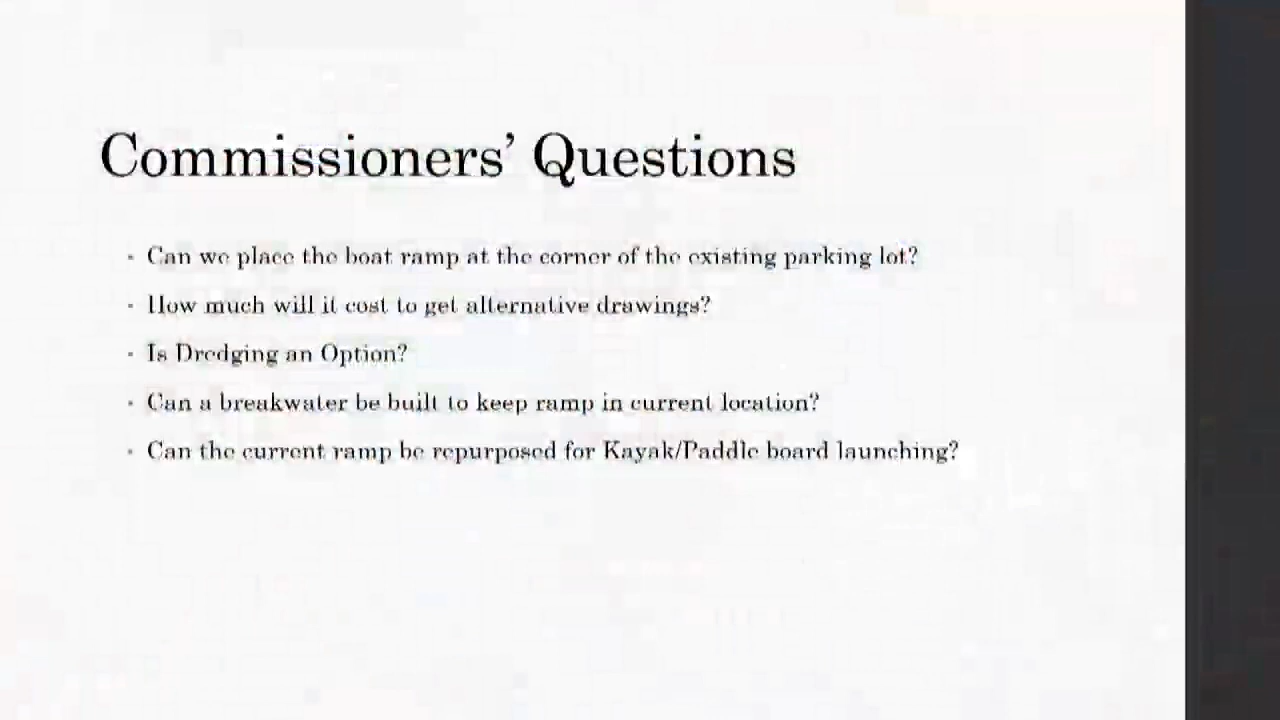 Commissioners' Questions
Can we place the boat ramp at the corner of the existing parking lot?
How much will it cost to get alternative drawings?
Is Dredging an Option?
Can a breakwater be built to keep ramp in current location?
Can the current ramp be repurposed for Kayak/Paddle board launching?